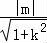 |m|
√1+k²